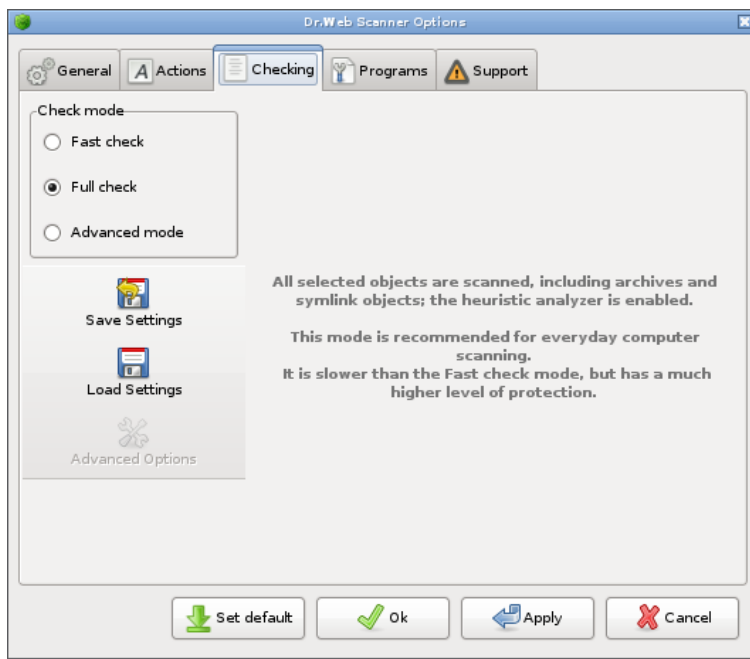 Dr.Web Scanner Options
General
Actions
Checking
Programs
Support
Check mode
Fast check
Full check
Advanced mode
Save Settings
Load Settings
Advanced Options
All selected objects are scanned, including archives and
symlink objects; the heuristic analyzer is enabled.
This mode is recommended for everyday computer
scanning.
It is slower than the Fast check mode, but has a much
higher level of protection.
Set default
Ok
Apply
Cancel